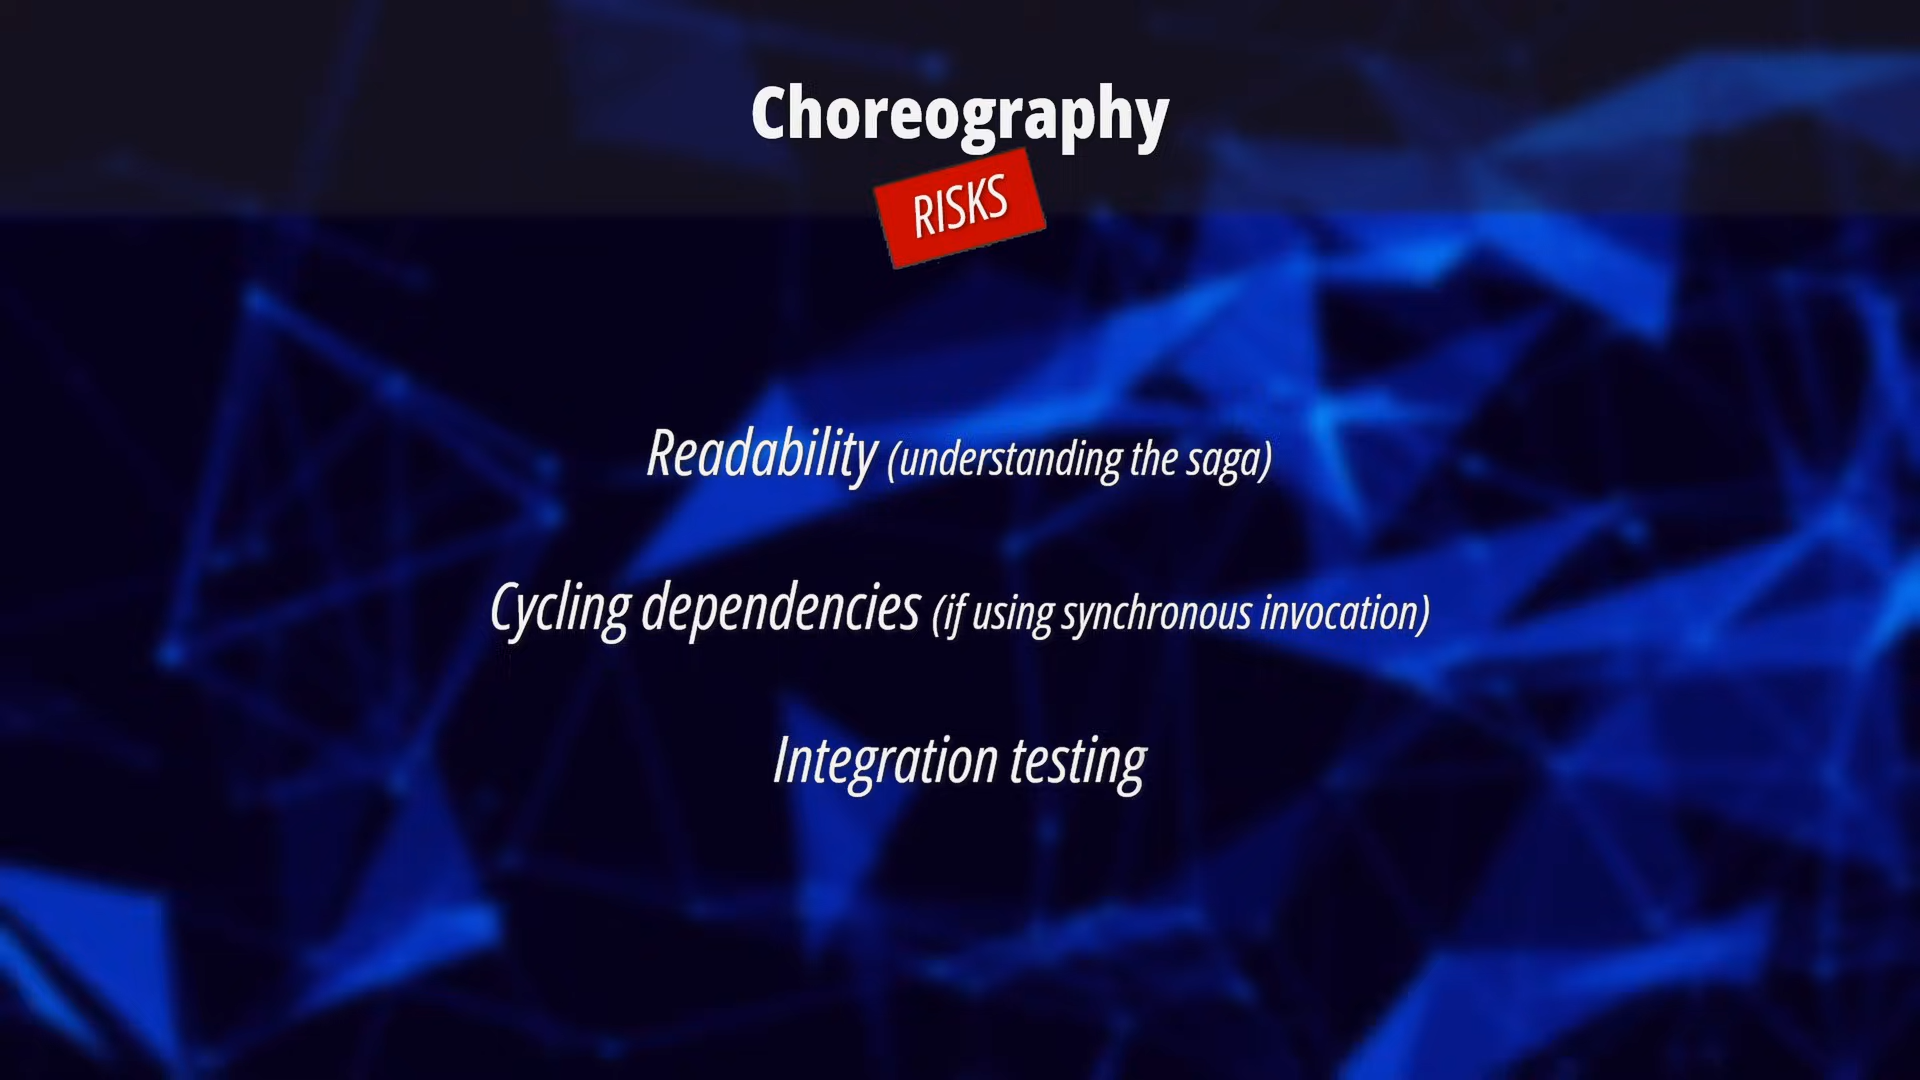 Choreography
RISKS
Readability (understanding the saga)
Cycling dependencies (if using synchronous invocation)
Integration testing